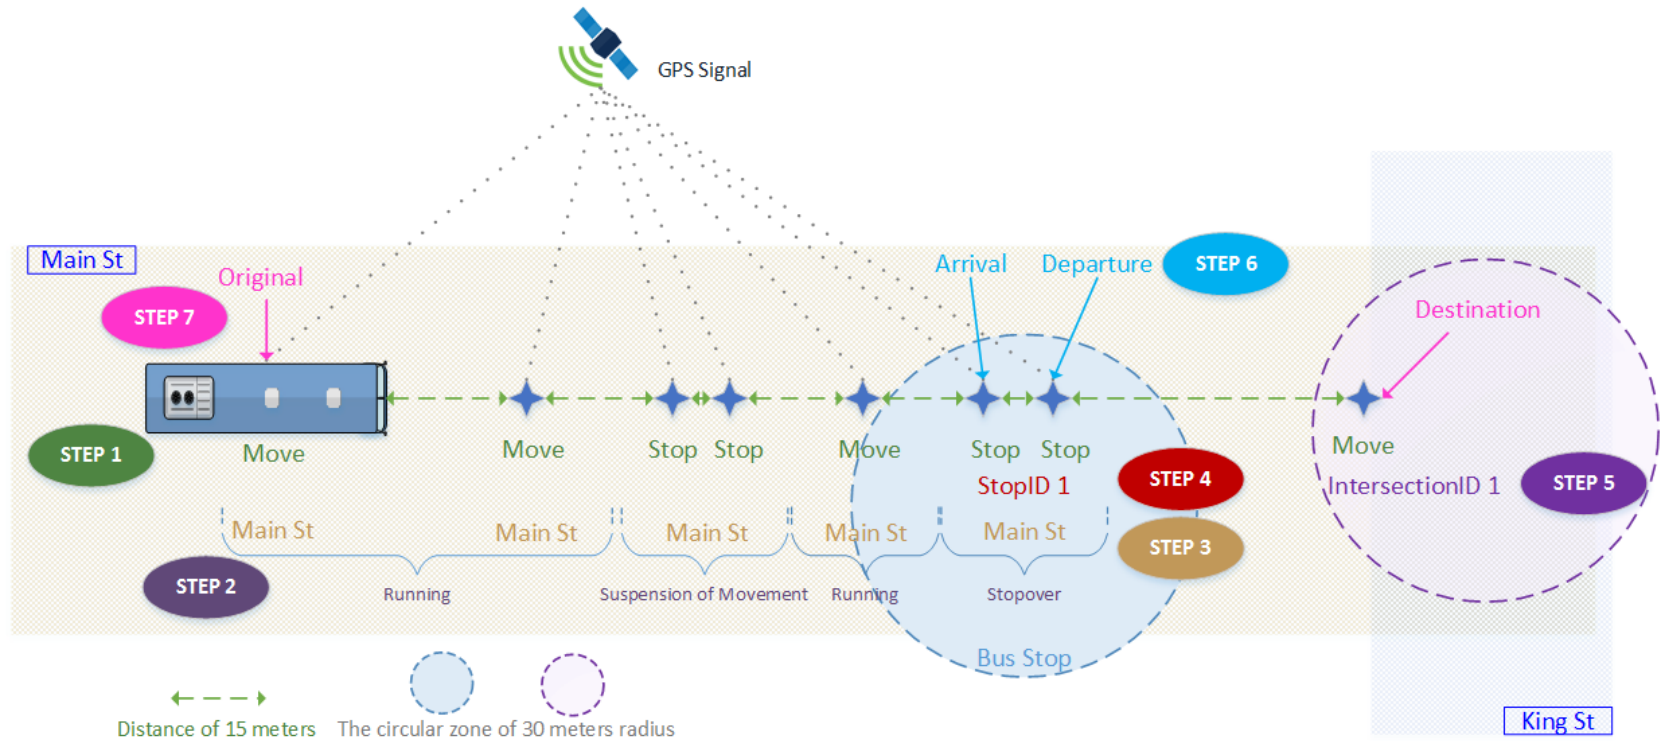 GPS Signal
Main St
Original
Arrival
Departure
STEP 6
STEP 7
Destination
STEP 1
Move
Move
Stop
Stop
Move
Stop
Stop
Move
StopID 1
STEP 4
IntersectionID 1
STEP 5
Main St
Main St
Main St
Main St
Main St
STEP 3
STEP 2
Running
Suspension of Movement
Running
Stopover
Bus Stop
Distance of 15 meters
The circular zone of 30 meters radius
King St